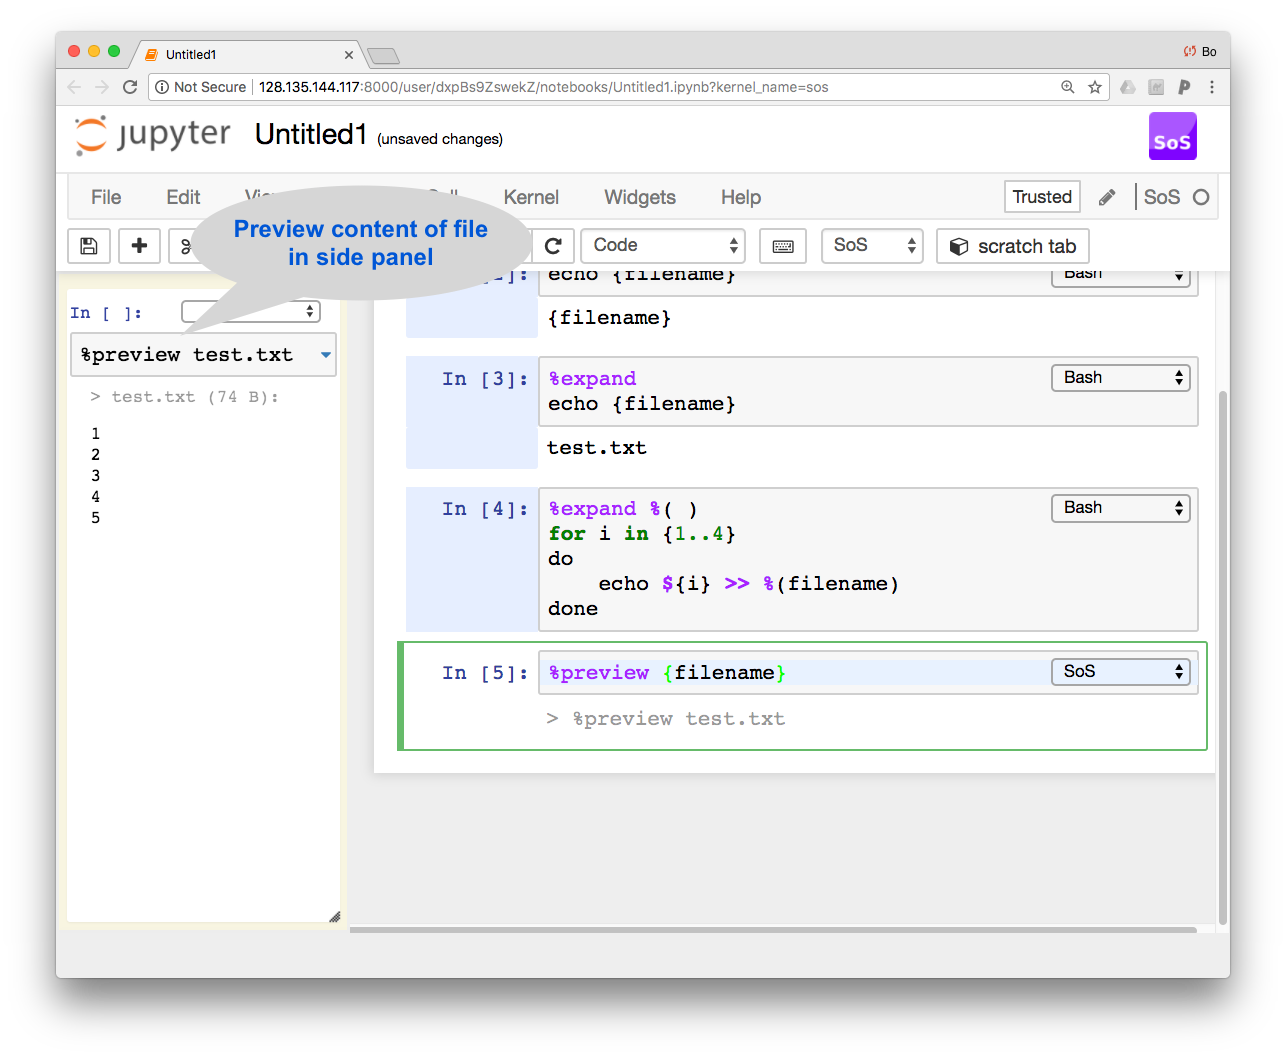 Untitled1
Bo
Not Secure 128.135.144.117:8000/user/dxpBs9ZswekZ/notebooks/Untitled1.ipynb?kernel_name=sos
jupyter Untitled1 (unsaved changes)
SoS
File Edit Kernel Widgets Help Trusted SoS
Preview content of file
in side panel
Code SoS scratch tab
In [ ]:
%preview test.txt
> test.txt (74 B):
1
2
3
4
5
echo {filename} Bash
{filename}
In [3]: %expand Bash
echo {filename}
test.txt
In [4]: %expand %( ) Bash
for i in {1..4}
do
echo ${i} >> %(filename)
done
In [5]: %preview {filename} SoS
> %preview test.txt